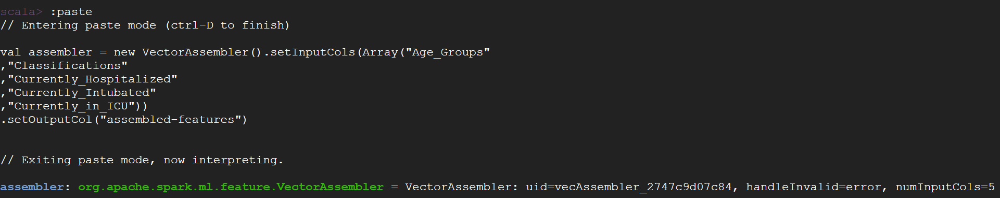 scala> :paste
// Entering paste mode (ctrl-D to finish)
val assembler = new VectorAssembler().setInputCols(Array("Age_Groups"
,"Classifications"
,"Currently_Hospitalized"
,"Currently_Intubated"
,"Currently_in_ICU"))
.setOutputCol("assembled-features")
// Exiting paste mode, now interpreting.
assembler: org.apache.spark.ml.feature.VectorAssembler = VectorAssembler: uid=vecAssembler_2747c9d07c84, handleInvalid=error, numInputCols=5